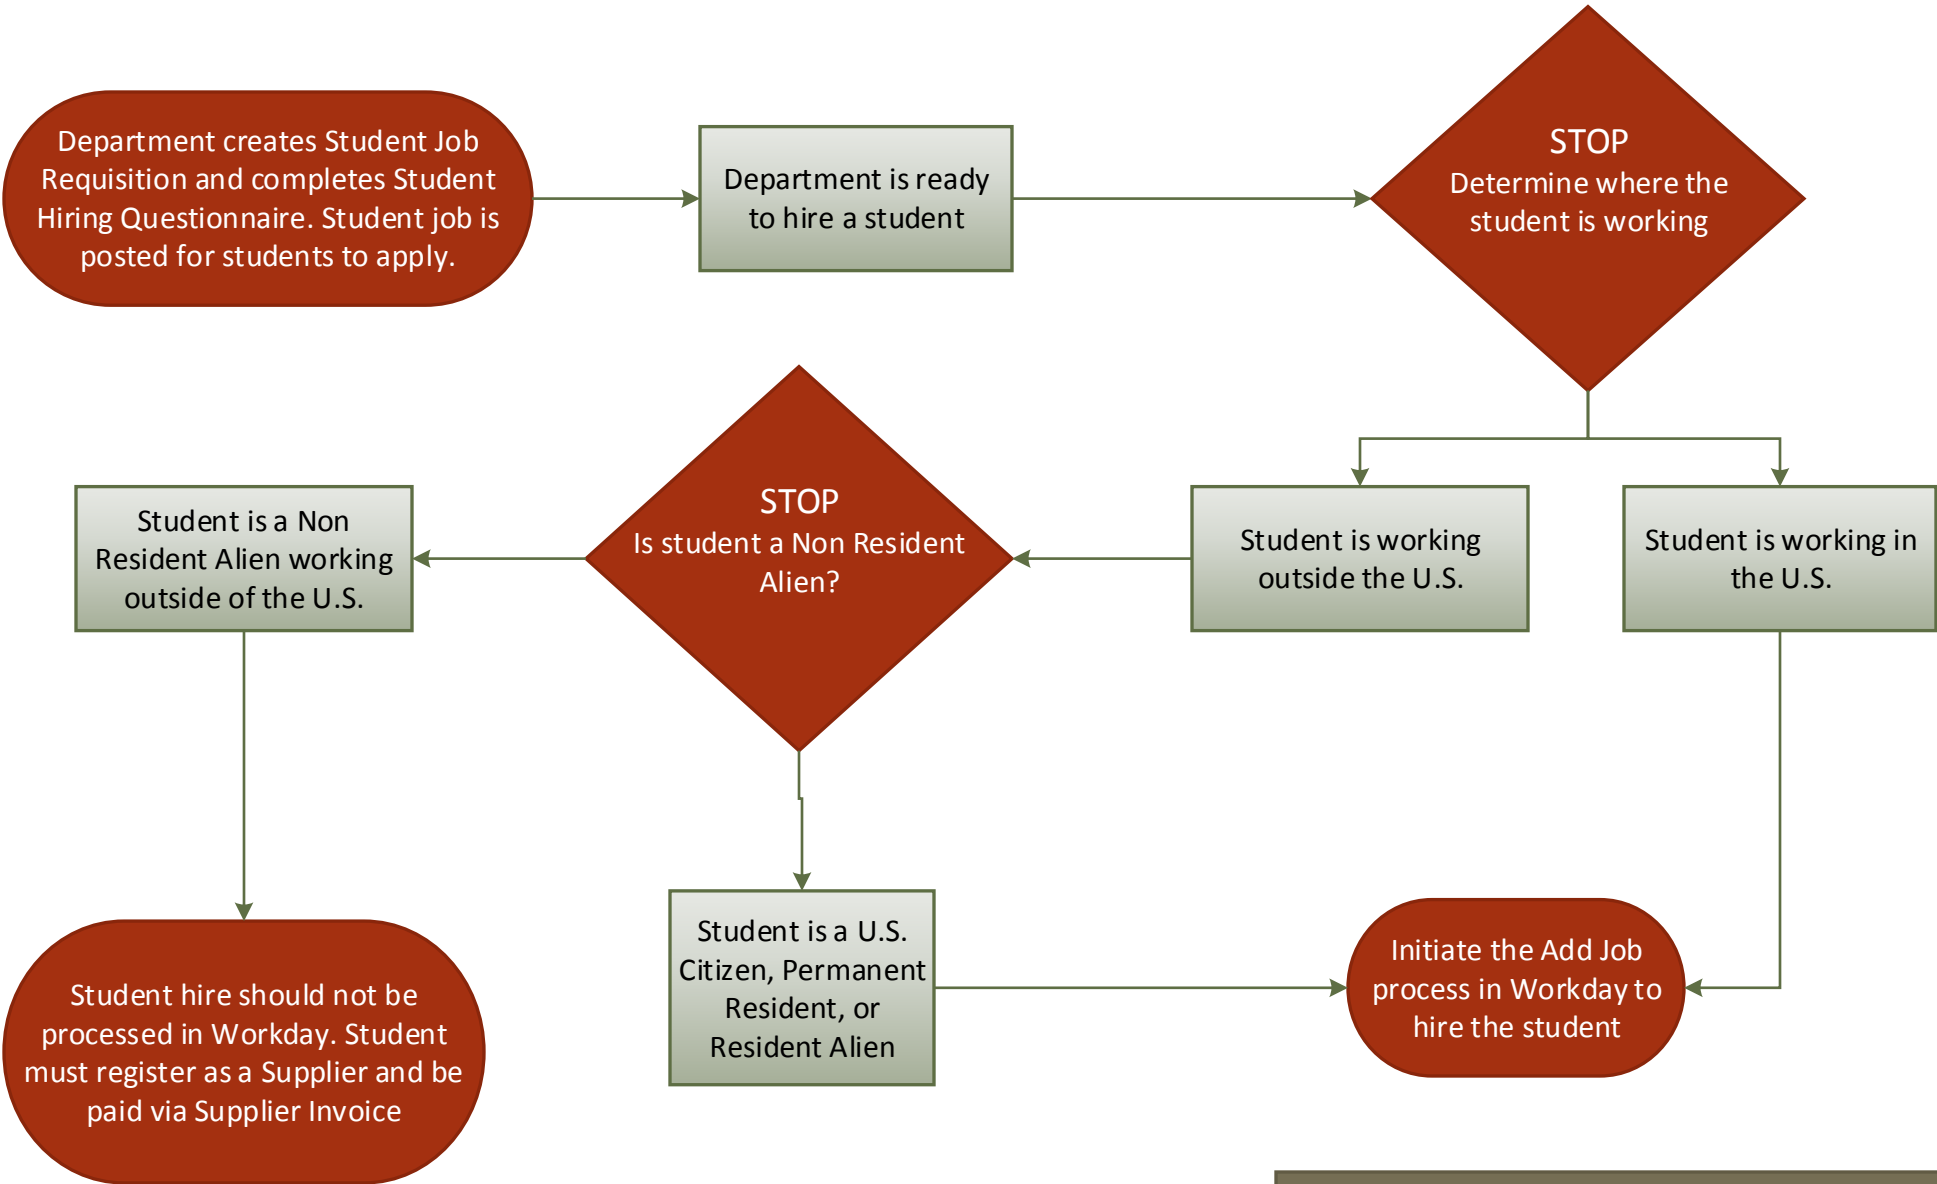 Department creates Student Job
Requisition and completes Student
Hiring Questionnaire. Student job is
posted for students to apply.
Department is ready
to hire a student
STOP
Determine where the
student is working
Student is a Non
Resident Alien working
outside of the U.S.
STOP
Is student a Non Resident
Alien?
Student is working
outside the U.S.
Student is working in
the U.S.
Student hire should not be
processed in Workday. Student
must register as a Supplier and be
paid via Supplier Invoice
Student is a U.S.
Citizen, Permanent
Resident, or
Resident Alien
Initiate the Add Job
process in Workday to
hire the student